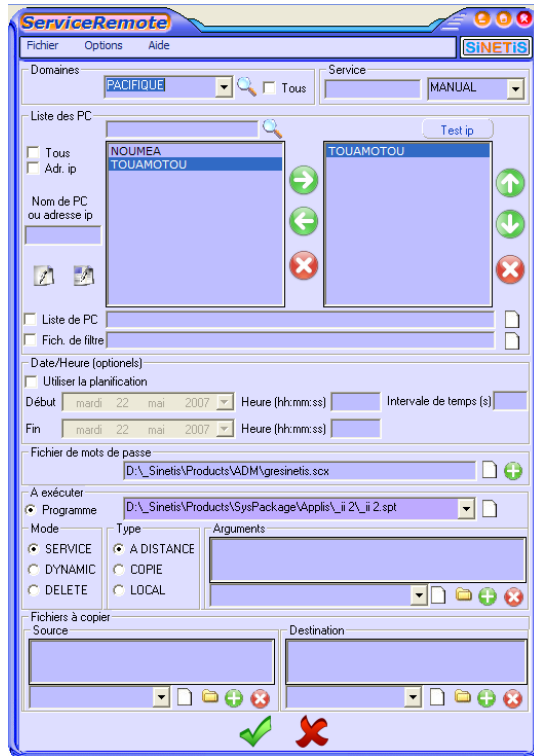 ServiceRemote
Fichier Options Aide
SiNETiS
Domaines
PACIFIQUE
Tous
Service
MANUAL
Liste des PC
Test ip
Tous
Adr. ip
NOUMEA
TOUAMOTOU
TOUAMOTOU
Nom de PC
ou adresse ip
Liste de PC
Fich. de filtre
Date/Heure (optionels)
Utiliser la planification
Début mardi 22 mai 2007 Heure (hh:mm:ss) Intervale de temps (s)
Fin mardi 22 mai 2007 Heure (hh:mm:ss)
Fichier de mots de passe
D:\_Sinetis\Products\ADM\gresinetis.scx
A exécuter
Programme D:\_Sinetis\Products\SysPackage\Applis\_ii 2\_ii 2.spt
Mode
SERVICE
DYNAMIC
DELETE
Type
A DISTANCE
COPIE
LOCAL
Arguments
Fichiers à copier
Source
Destination